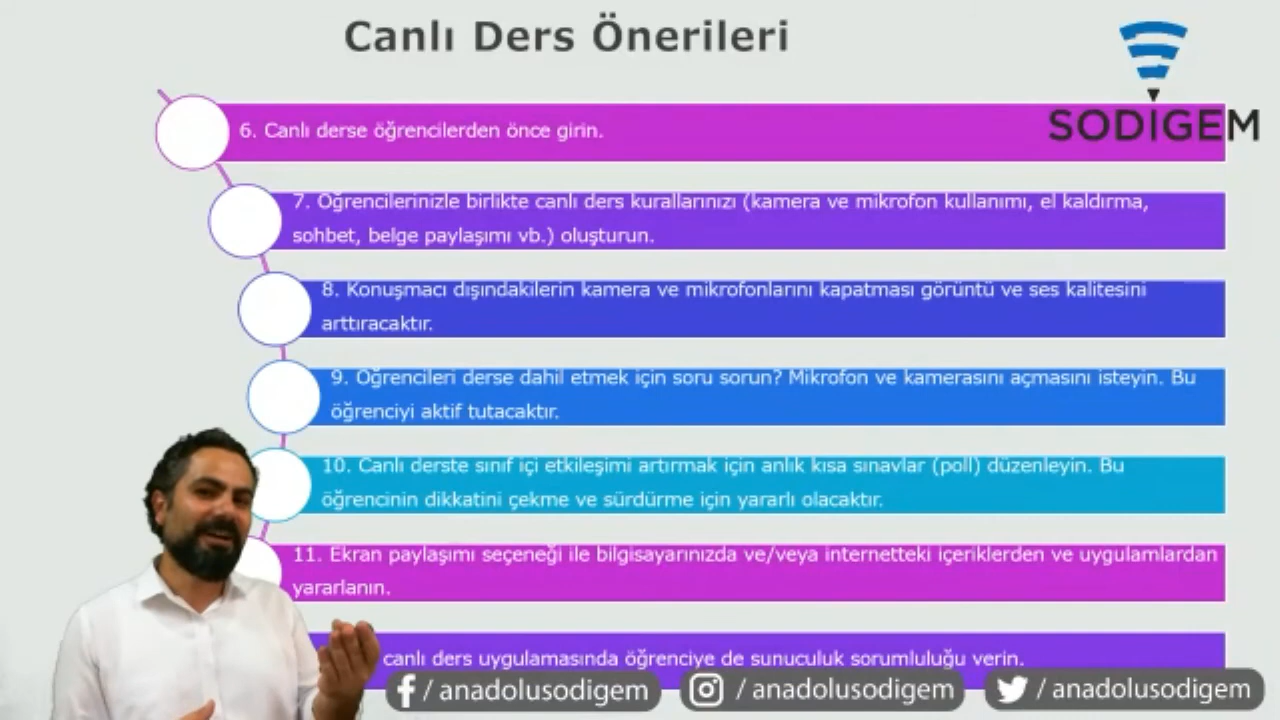 Canlı Ders Önerileri
SODİGEM
6. Canlı derse öğrencilerden önce girin.
7. Öğrencilerinizle birlikte canlı ders kurallarınızı (kamera ve mikrofon kullanımı, el kaldırma,
sohbet, belge paylaşımı vb.) oluşturun.
8. Konuşmacı dışındakilerin kamera ve mikrofonlarını kapatması görüntü ve ses kalitesini
arttıracaktır.
9. Öğrencileri derse dahil etmek için soru sorun? Mikrofon ve kamerasını açmasını isteyin. Bu
öğrenciyi aktif tutacaktır.
10. Canlı derste sınıf içi etkileşimi artırmak için anlık kısa sınavlar (poll) düzenleyin. Bu
öğrencinin dikkatini çekme ve sürdürme için yararlı olacaktır.
11. Ekran paylaşımı seçeneği ile bilgisayarınızda ve/veya internetteki içeriklerden ve uygulamlardan
yararlanın.
canlı ders uygulamasında öğrenciye de sunuculuk sorumluluğu verin.
/ anadolusodigem
/ anadolusodigem
/ anadolusodigem